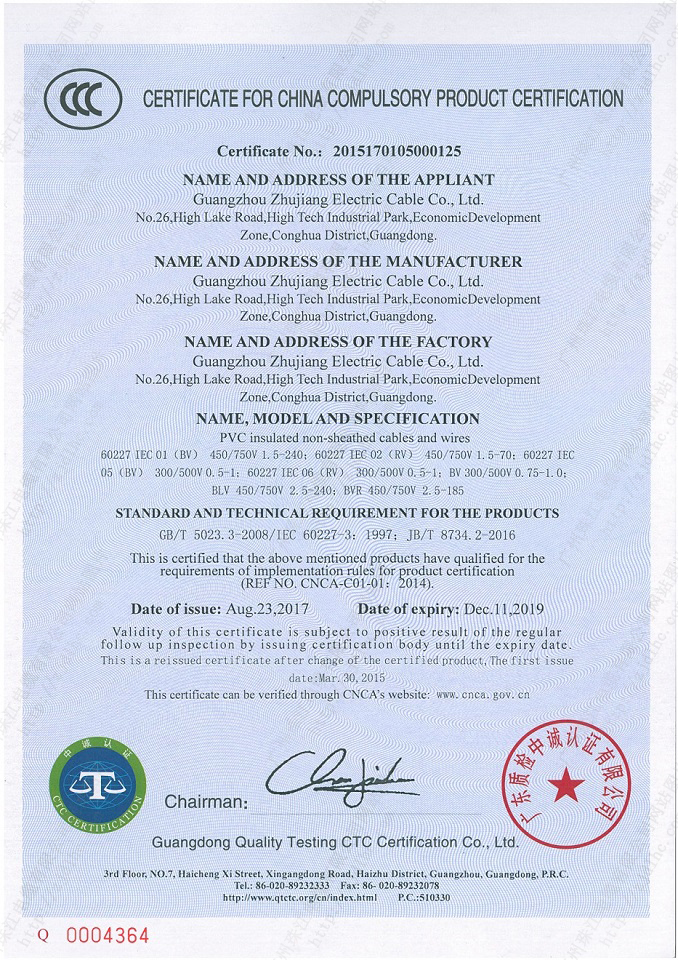 CCC
CERTIFICATE FOR CHINA COMPULSORY PRODUCT CERTIFICATION
Certificate No.: 2015170105000125
NAME AND ADDRESS OF THE APPLIANT
Guangzhou Zhujiang Electric Cable Co., Ltd.
No.26,High Lake Road,High Tech Industrial Park,EconomicDevelopment
Zone,Conghua District,Guangdong.
NAME AND ADDRESS OF THE MANUFACTURER
Guangzhou Zhujiang Electric Cable Co., Ltd.
No.26,High Lake Road,High Tech Industrial Park,EconomicDevelopment
Zone,Conghua District,Guangdong.
NAME AND ADDRESS OF THE FACTORY
Guangzhou Zhujiang Electric Cable Co., Ltd.
No.26,High Lake Road,High Tech Industrial Park,EconomicDevelopment
Zone,Conghua District,Guangdong.
NAME, MODEL AND SPECIFICATION
PVC insulated non-sheathed cables and wires
60227 IEC 01 (BV) 450/750V 1.5-240; 60227 IEC 02 (RV) 450/750V 1.5-70; 60227 IEC
05 (BV) 300/500V 0.5-1; 60227 IEC 06 (RV) 300/500V 0.5-1; BV 300/500V 0.75-1.0;
BLV 450/750V 2.5-240; BVR 450/750V 2.5-185
STANDARD AND TECHNICAL REQUIREMENT FOR THE PRODUCTS
GB/T 5023.3-2008/IEC 60227-3: 1997; JB/T 8734.2-2016
This is certified that the above mentioned products have qualified for the
requirements of implementation rules for product certification
(REF NO. CNCA-C01-01: 2014).
Date of issue: Aug.23,2017 Date of expiry: Dec.11,2019
Validity of this certificate is subject to positive result of the regular
follow up inspection by issuing certification body until the expiry date.
This is a reissued certificate after change of the certified product,The first issue
date:Mar.30,2015
This certificate can be verified through CNCA's website: www.cnca.gov.cn
中诚认证
CTC CERTIFICATION
Chairman:
广东质检中诚认证有限公司
Guangdong Quality Testing CTC Certification Co., Ltd.
3rd Floor, NO.7, Haicheng Xi Street, Xingangdong Road, Haizhu District, Guangzhou, Guangdong, P.R.C.
Tel.: 86-020-89232333 Fax: 86- 020-89232078
http://www.qtctc.org/cn/index.html P.C.:510330
Q 0004364